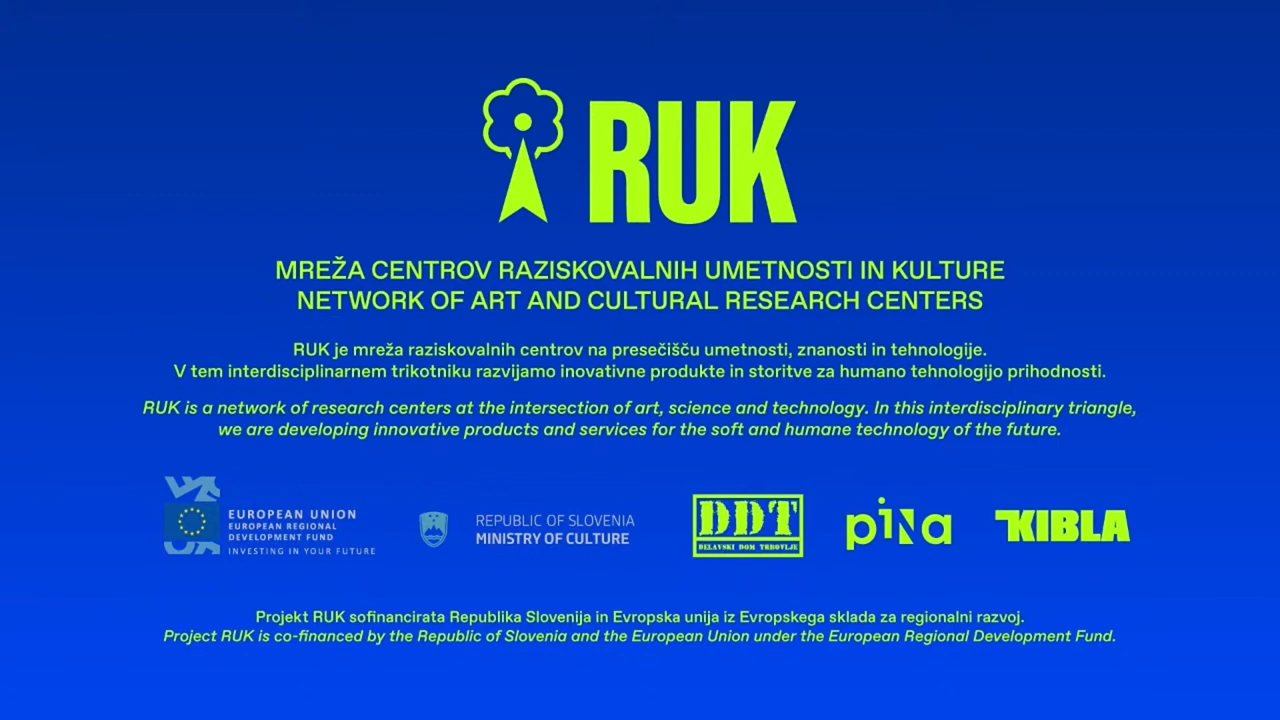 RUK
MREŽA CENTROV RAZISKOVALNIH UMETNOSTI IN KULTURE
NETWORK OF ART AND CULTURAL RESEARCH CENTERS
RUK je mreža raziskovalnih centrov na presečišču umetnosti, znanosti in tehnologije.
V tem interdisciplinarnem trikotniku razvijamo inovativne produkte in storitve za humano tehnologijo prihodnosti.
RUK is a network of research centers at the intersection of art, science and technology. In this interdisciplinary triangle,
we are developing innovative products and services for the soft and humane technology of the future.
EUROPEAN UNION
EUROPEAN REGIONAL
DEVELOPMENT FUND
INVESTING IN YOUR FUTURE
REPUBLIC OF SLOVENIA
MINISTRY OF CULTURE
DDT
DELAVSKI DOM TRBOVLJE
piNa
KIBLA
Projekt RUK sofinancirata Republika Slovenija in Evropska unija iz Evropskega sklada za regionalni razvoj.
Project RUK is co-financed by the Republic of Slovenia and the European Union under the European Regional Development Fund.